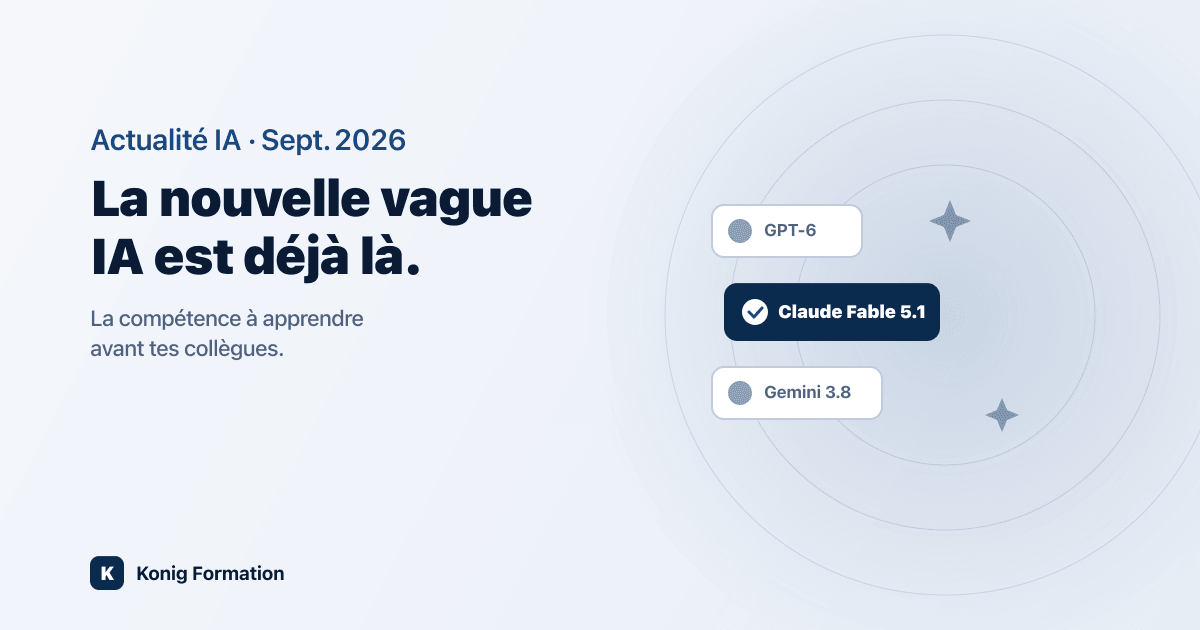 Actualité IA · Sept. 2026
La nouvelle vague
IA est déjà là.
La compétence à apprendre
avant tes collègues.
GPT-6
Claude Fable 5.1
Gemini 3.8
K Konig Formation